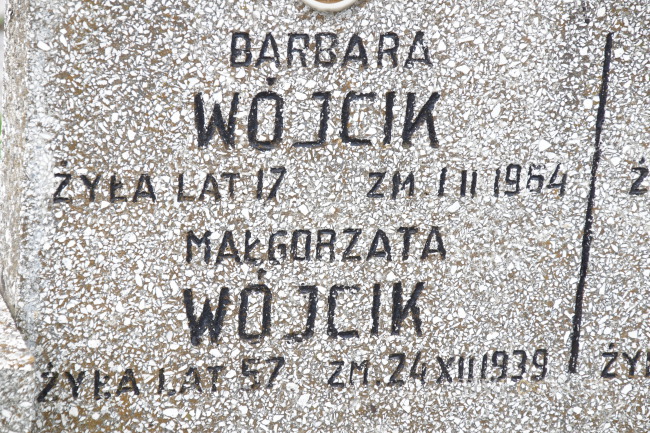 BARBARA
WÓJCIK
ŻYŁA LAT 17 ZM. 1 II 1964
MAŁGORZATA
WÓJCIK
ŻYŁA LAT 57 ZM. 24 XII 1939